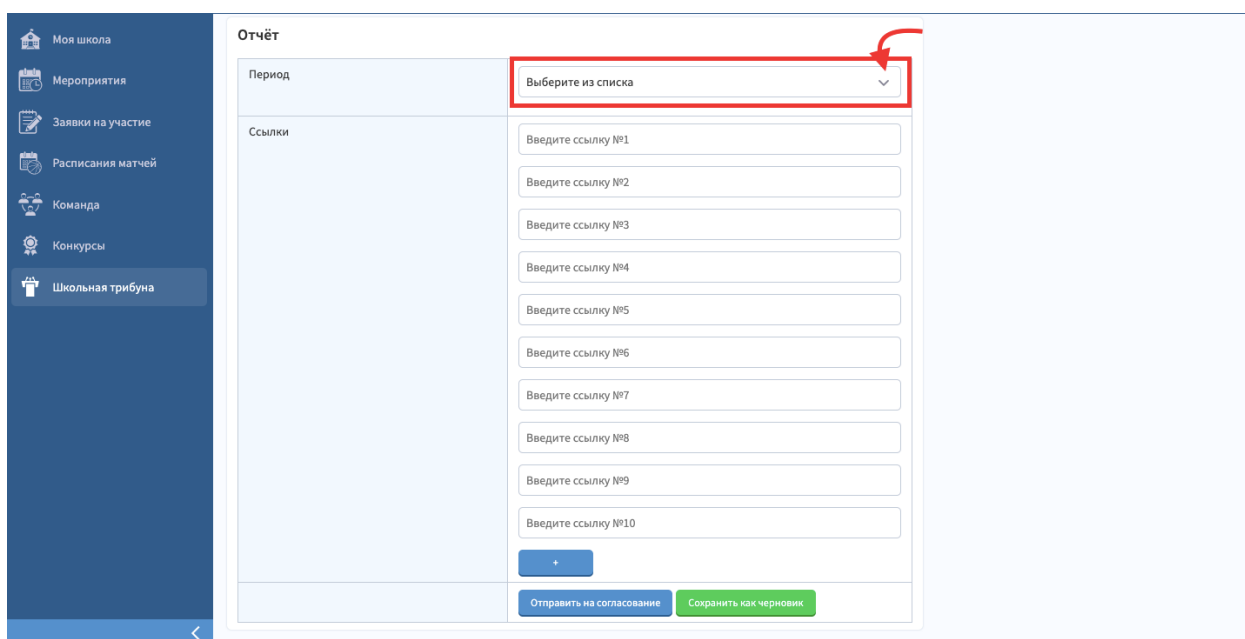 Моя школа
Мероприятия
Заявки на участие
Расписания матчей
Команда
Конкурсы
Школьная трибуна
Отчёт
Период
Выберите из списка
Ссылки
Введите ссылку №1
Введите ссылку №2
Введите ссылку №3
Введите ссылку №4
Введите ссылку №5
Введите ссылку №6
Введите ссылку №7
Введите ссылку №8
Введите ссылку №9
Введите ссылку №10
+
Отправить на согласование Сохранить как черновик